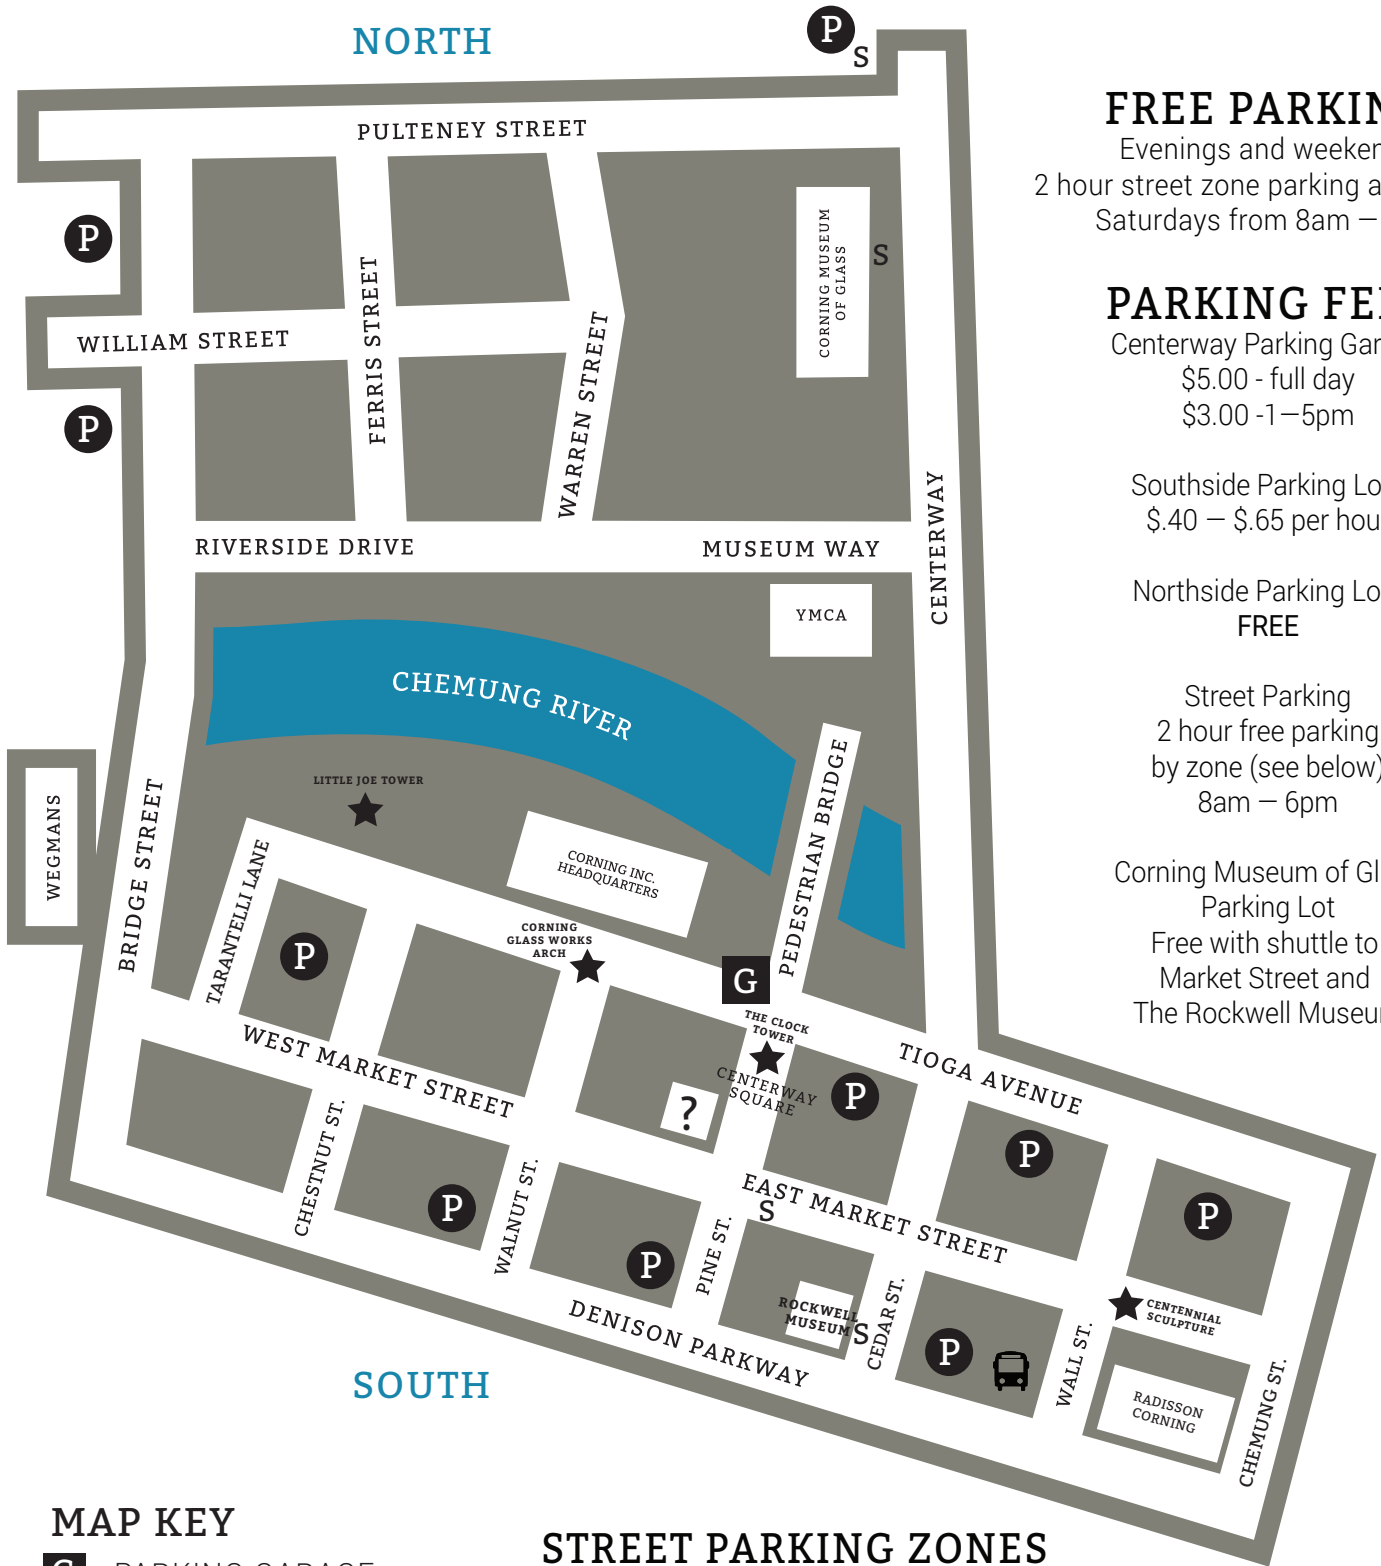 NORTH
P
S
PULTENEY STREET
P
WILLIAM STREET
FERRIS STREET
WARREN STREET
CORNING MUSEUM
OF GLASS
S
P
RIVERSIDE DRIVE
MUSEUM WAY
CENTERWAY
YMCA
CHEMUNG RIVER
LITTLE JOE TOWER
WEGMANS
BRIDGE STREET
TARANTELLI LANE
CORNING INC.
HEADQUARTERS
PEDESTRIAN BRIDGE
CORNING
GLASS WORKS
ARCH
P
G
THE CLOCK
TOWER
CENTERWAY
SQUARE
?
P
TIOGA AVENUE
WEST MARKET STREET
P
P
EAST MARKET STREET
S
CHESTNUT ST.
P
WALNUT ST.
P
PINE ST.
ROCKWELL
MUSEUM
S
CEDAR ST.
P
WALL ST.
CENTENNIAL
SCULPTURE
RADISSON
CORNING
CHEMUNG ST.
DENISON PARKWAY
SOUTH
FREE PARKIN
Evenings and weeken
2 hour street zone parking a
Saturdays from 8am —
PARKING FE
Centerway Parking Gar
$5.00 - full day
$3.00 -1—5pm
Southside Parking Lo
$.40 — $.65 per hou
Northside Parking Lo
FREE
Street Parking
2 hour free parking
by zone (see below)
8am — 6pm
Corning Museum of Gl
Parking Lot
Free with shuttle to
Market Street and
The Rockwell Museu
MAP KEY
G PARKING GARAGE
STREET PARKING ZONES